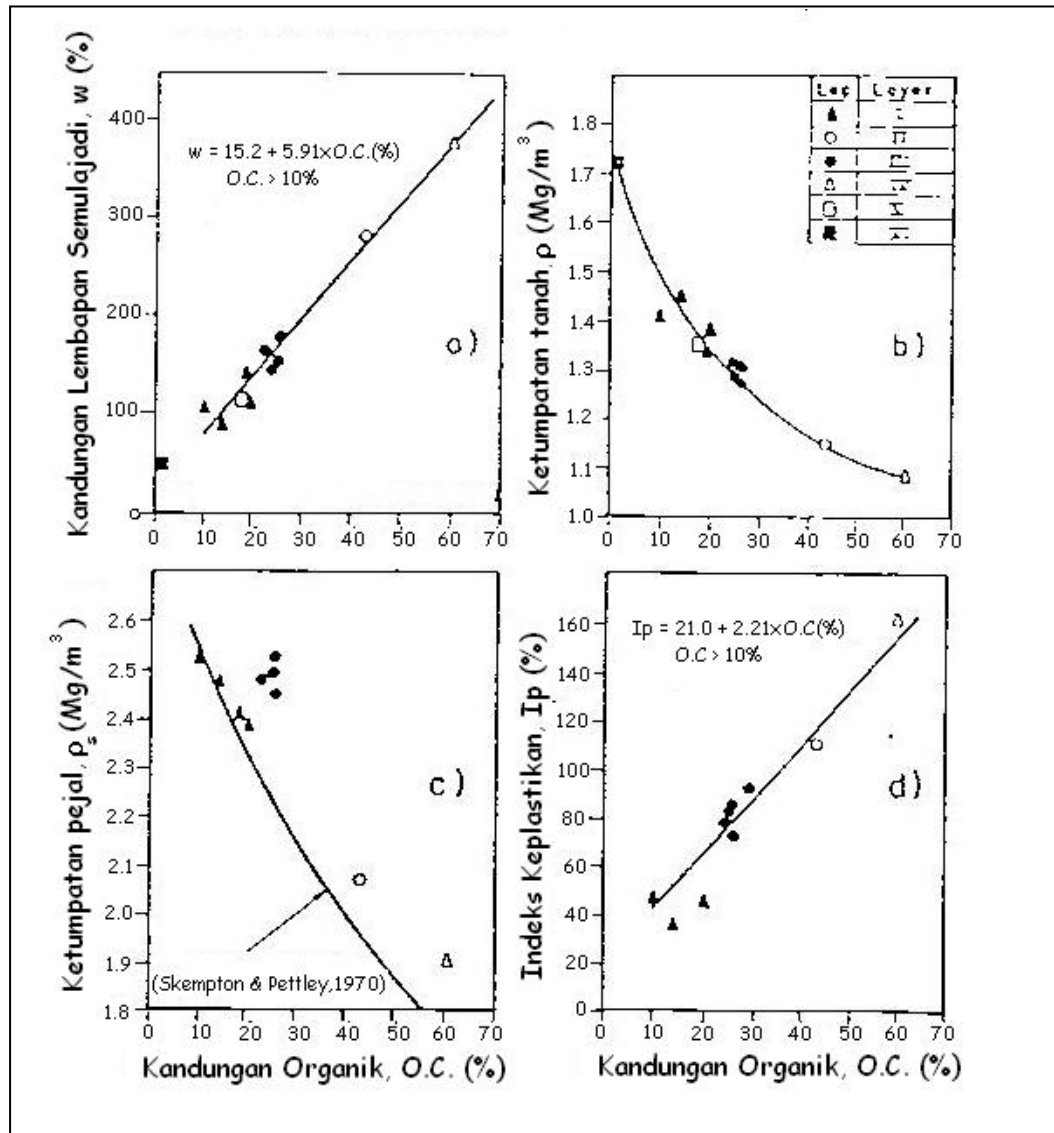 Kandungan Lembapan Semulajadi, w (%)
400
300
200
100
0
w = 15.2 + 5.91×O.C.(%)
O.C. > 10%
a)
0 10 20 30 40 50 60 70
Ketumpatan tanah, ρ (Mg/m³)
1.8
1.7
1.6
1.5
1.4
1.3
1.2
1.1
1.0
Layer
b)
0 10 20 30 40 50 60 70
Ketumpatan pejal, ρs (Mg/m³)
2.6
2.5
2.4
2.3
2.2
2.1
2.0
1.9
1.8
c)
(Skempton & Pettley,1970)
0 10 20 30 40 50 60 70
Kandungan Organik, O.C. (%)
Indeks Keplastikan, Ip (%)
160
140
120
100
80
60
40
20
0
Ip = 21.0 + 2.21×O.C(%)
O.C > 10%
d)
0 10 20 30 40 50 60 70
Kandungan Organik, O.C. (%)